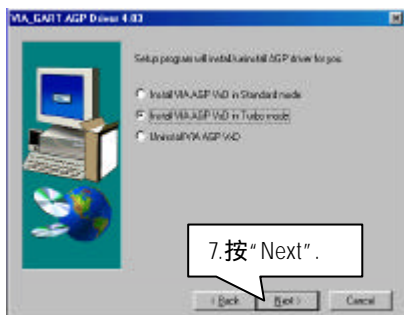 VIA_GART AGP Driver 4.03
Setup program will install/uninstall AGP driver for you.
Install VIA AGP VxD in Standard mode
Install VIA AGP VxD in Turbo mode
Uninstall VIA AGP VxD
7.按“Next”.
< Back
Next >
Cancel